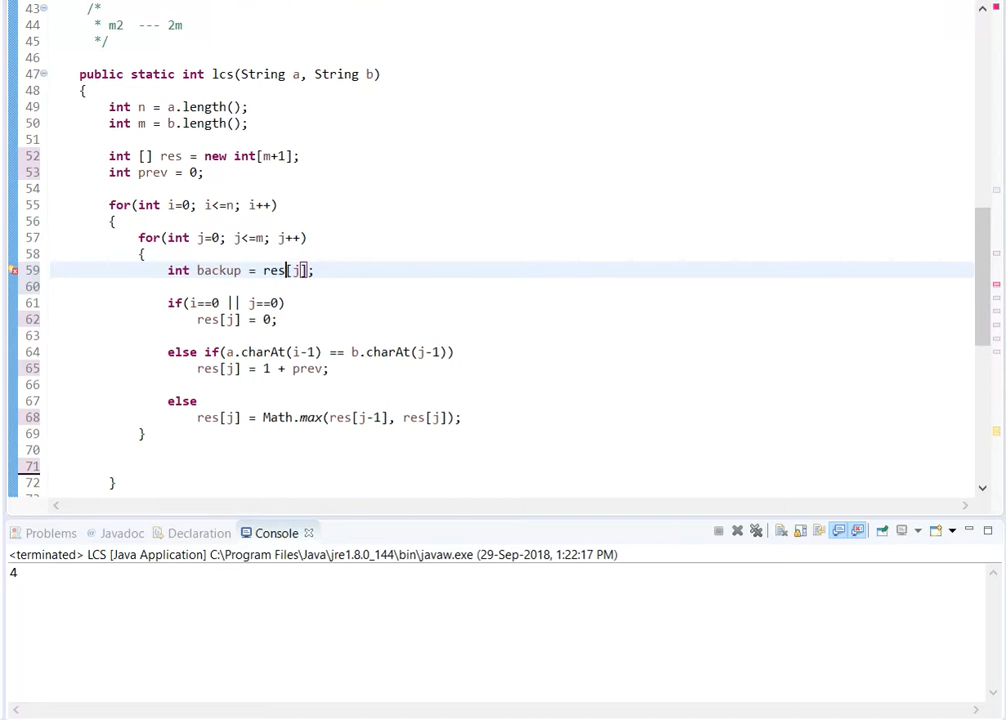 43 /*
44 * m2 --- 2m
45 */
46
47 public static int lcs(String a, String b)
48 {
49 int n = a.length();
50 int m = b.length();
51
52 int [] res = new int[m+1];
53 int prev = 0;
54
55 for(int i=0; i<=n; i++)
56 {
57 for(int j=0; j<=m; j++)
58 {
59 int backup = res[j];
60
61 if(i==0 || j==0)
62 res[j] = 0;
63
64 else if(a.charAt(i-1) == b.charAt(j-1))
65 res[j] = 1 + prev;
66
67 else
68 res[j] = Math.max(res[j-1], res[j]);
69 }
70
71
72 }
Problems @ Javadoc Declaration Console
<terminated> LCS [Java Application] C:\Program Files\Java\jre1.8.0_144\bin\javaw.exe (29-Sep-2018, 1:22:17 PM)
4